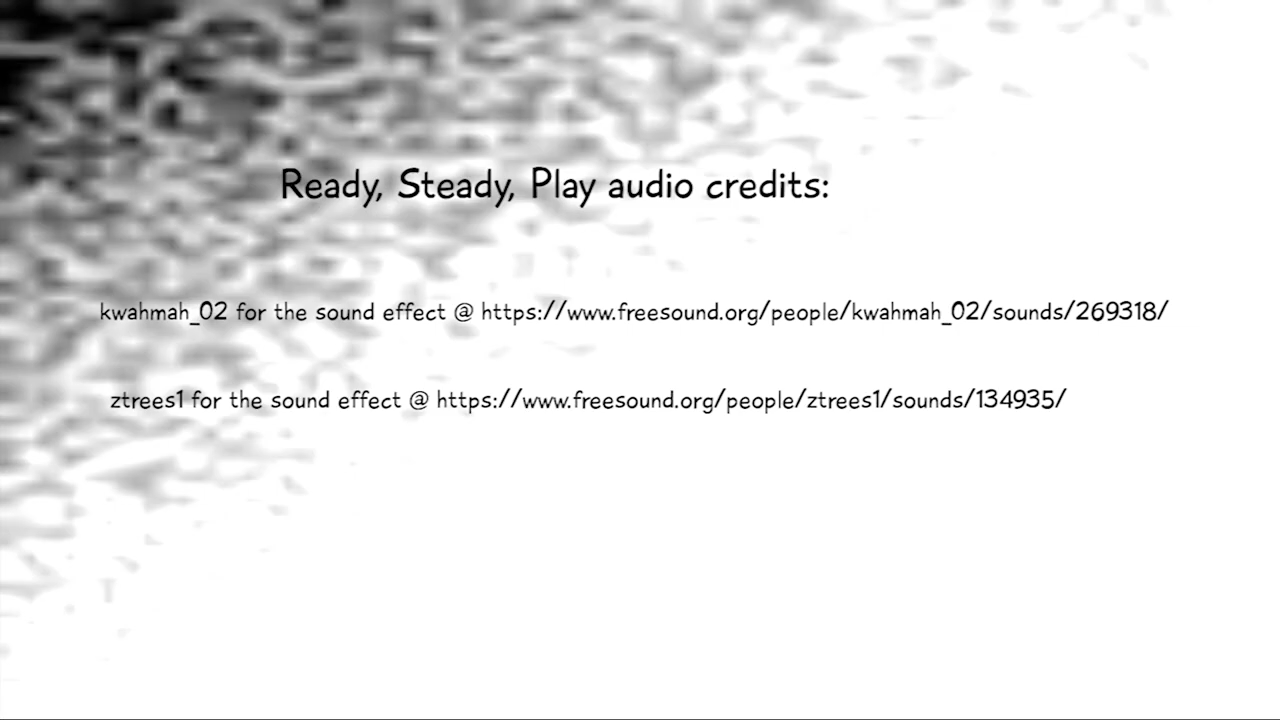 Ready, Steady, Play audio credits:
kwahmah_02 for the sound effect @ https://www.freesound.org/people/kwahmah_02/sounds/269318/
ztrees1 for the sound effect @ https://www.freesound.org/people/ztrees1/sounds/134935/